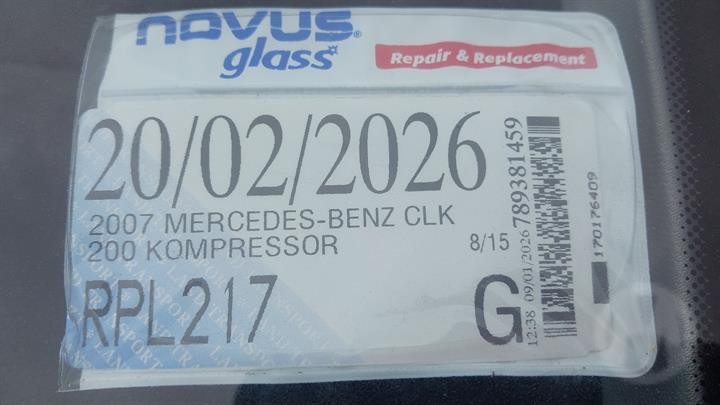 novus®
glass
Repair & Replacement
20/02/2026
2007 MERCEDES-BENZ CLK
200 KOMPRESSOR
8/15
RPL217
G
12:38 09/01/2026 789381459
170176409